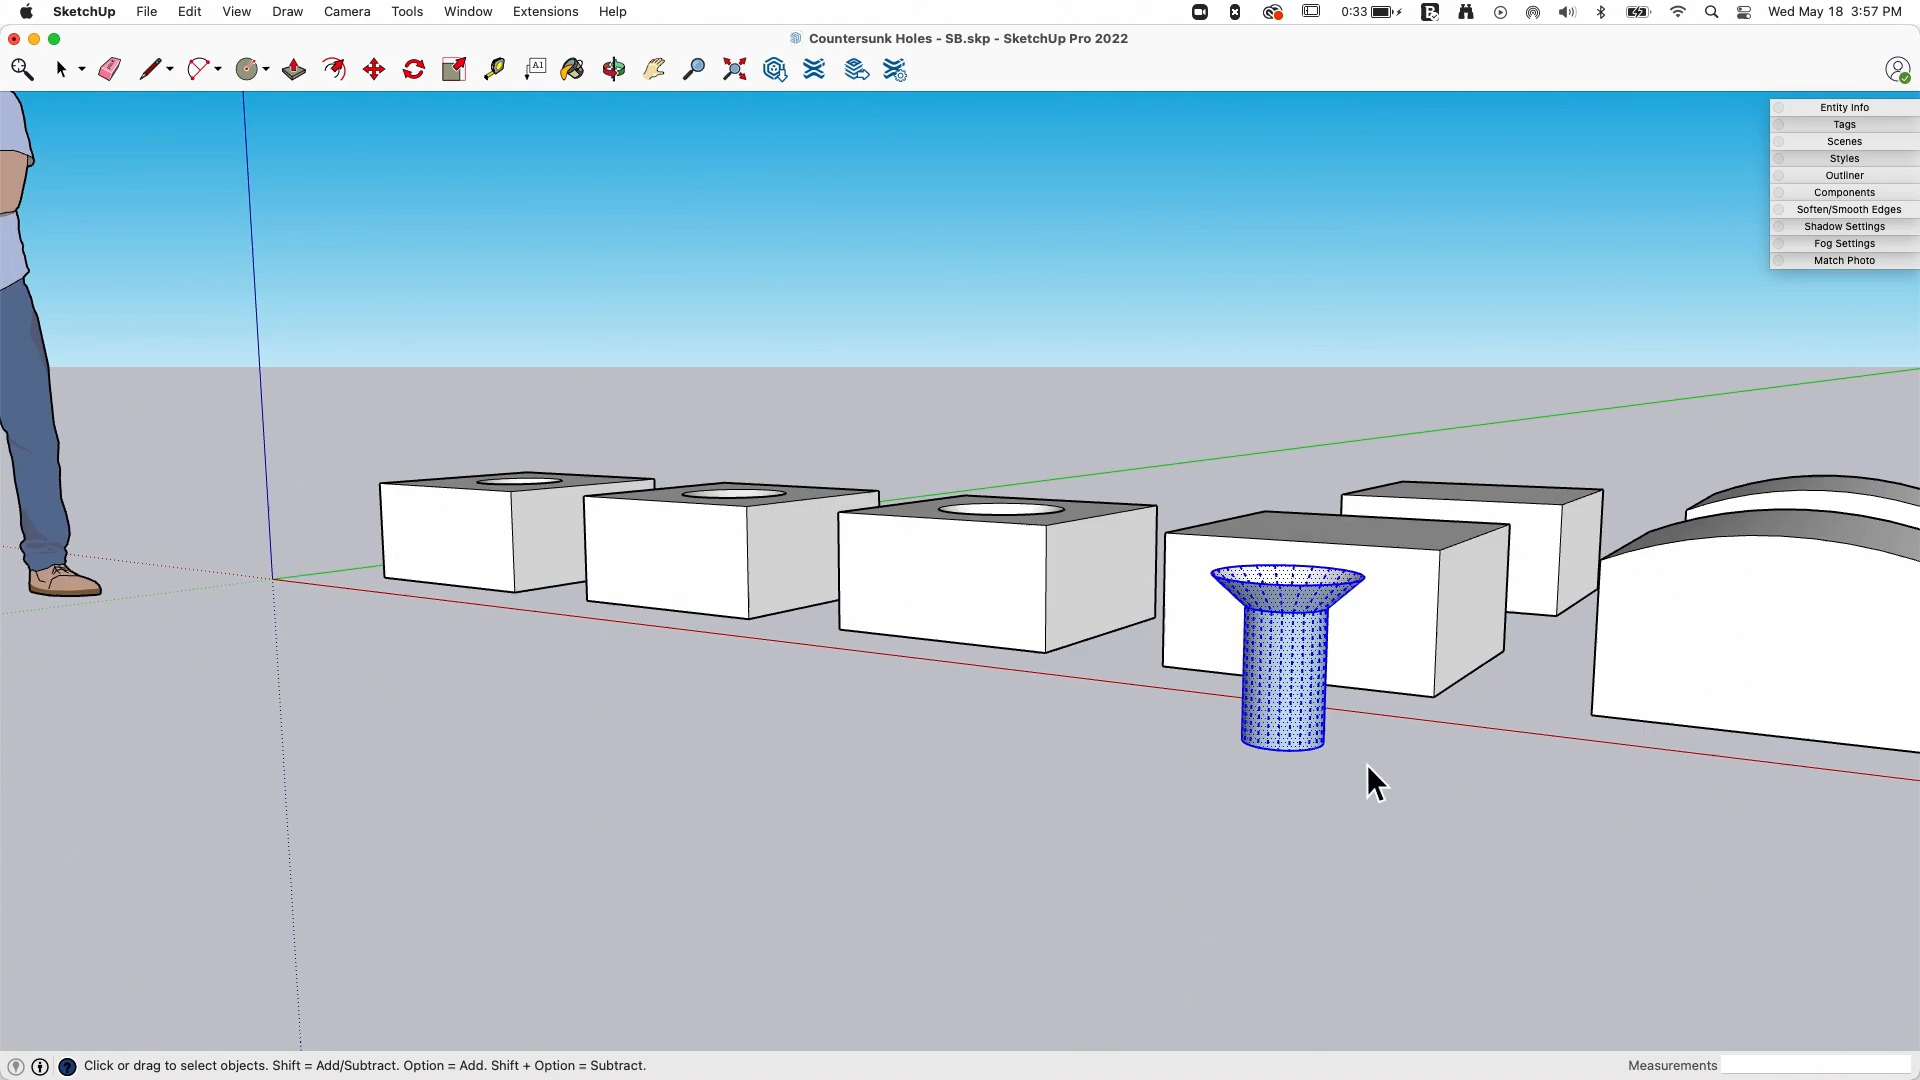 SketchUp File Edit View Draw Camera Tools Window Extensions Help 0:33 Wed May 18 3:57 PM
Countersunk Holes - SB.skp - SketchUp Pro 2022
A1
Entity Info
Tags
Scenes
Styles
Outliner
Components
Soften/Smooth Edges
Shadow Settings
Fog Settings
Match Photo
Click or drag to select objects. Shift = Add/Subtract. Option = Add. Shift + Option = Subtract. Measurements